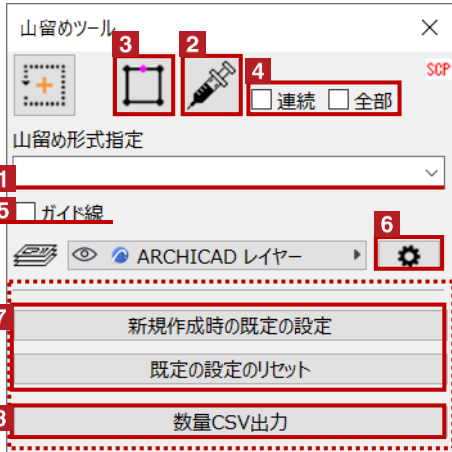 山留めツール
3
2
4
SCP
連続
全部
山留め形式指定
1
5
ガイド線
6
ARCHICAD レイヤー
7
新規作成時の既定の設定
既定の設定のリセット
8
数量CSV出力